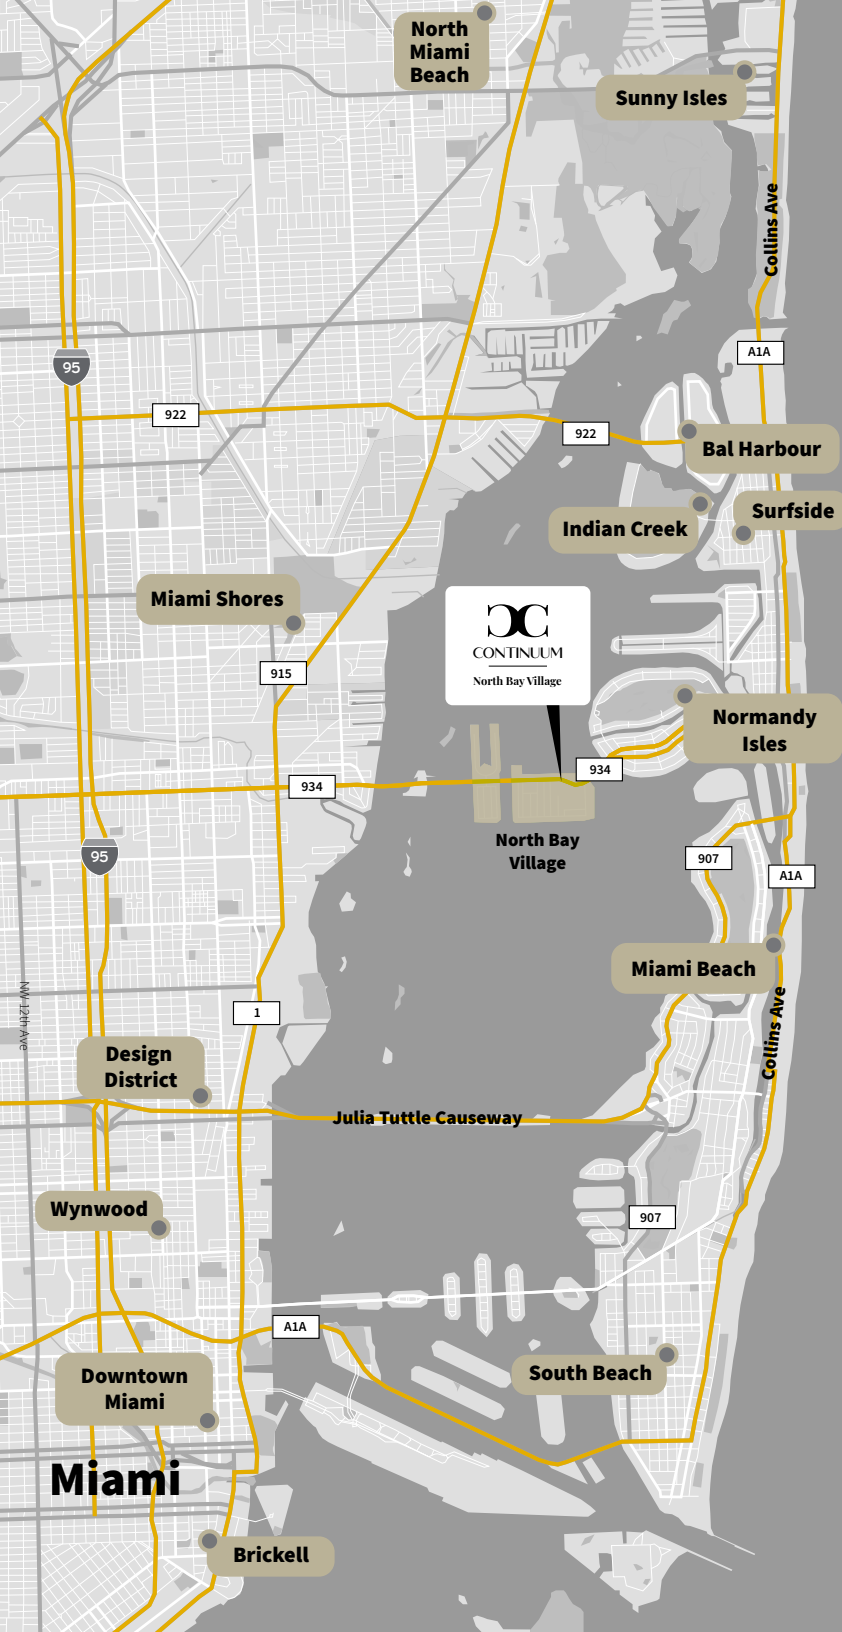 North
Miami
Beach
Sunny Isles
Collins Ave
A1A
95
922
922
Bal Harbour
Surfside
Indian Creek
Miami Shores
CONTINUUM
North Bay Village
915
Normandy
Isles
934
934
North Bay
Village
95
907
A1A
Miami Beach
NW 12th Ave
Collins Ave
1
Design
District
Julia Tuttle Causeway
Wynwood
907
A1A
South Beach
Downtown
Miami
Miami
Brickell